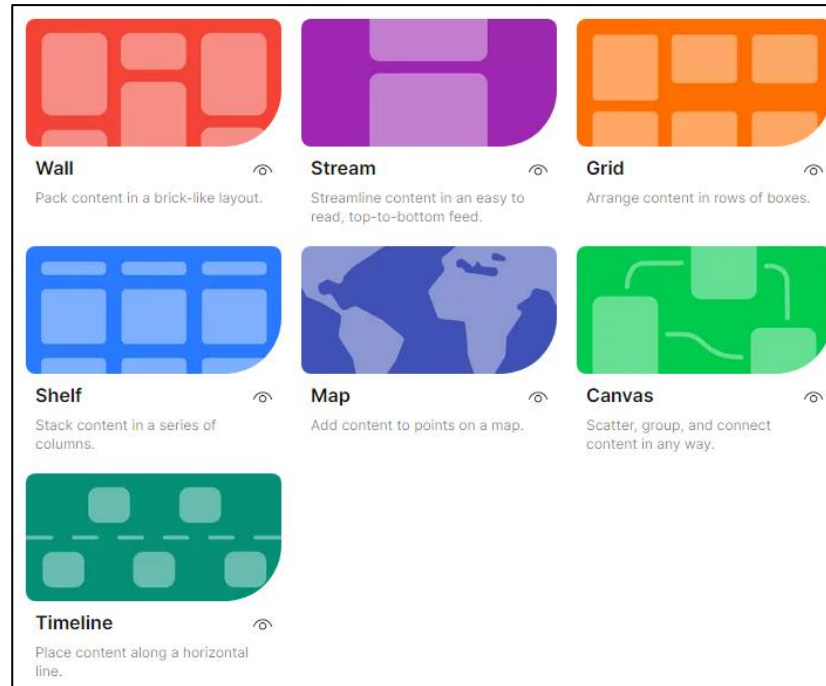 Wall
Pack content in a brick-like layout.
Stream
Streamline content in an easy to
read, top-to-bottom feed.
Grid
Arrange content in rows of boxes.
Shelf
Stack content in a series of
columns.
Map
Add content to points on a map.
Canvas
Scatter, group, and connect
content in any way.
Timeline
Place content along a horizontal
line.